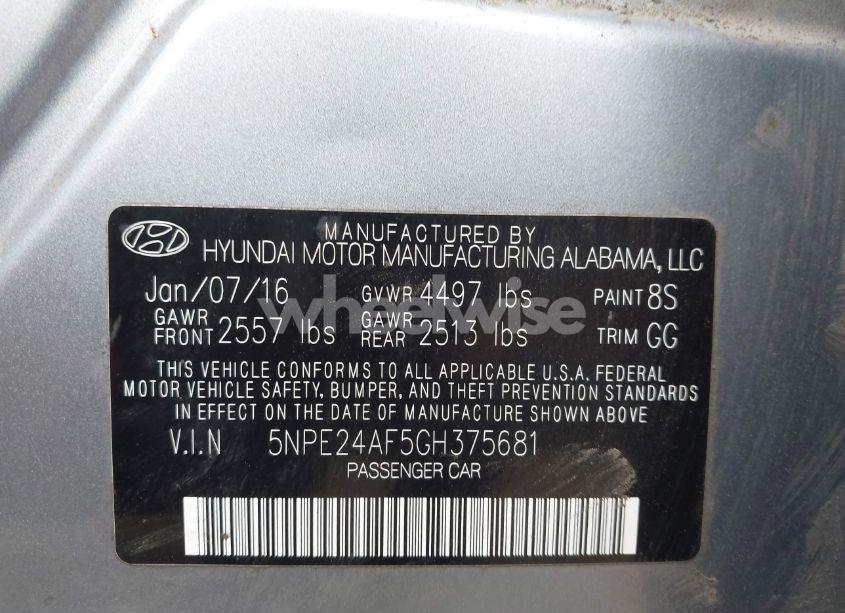 MANUFACTURED BY
HYUNDAI MOTOR MANUFACTURING ALABAMA, LLC
Jan/07/16 GVWR 4497 lbs PAINT 8S
GAWR FRONT 2557 lbs GAWR REAR 2513 lbs TRIM GG
THIS VEHICLE CONFORMS TO ALL APPLICABLE U.S.A. FEDERAL
MOTOR VEHICLE SAFETY, BUMPER, AND THEFT PREVENTION STANDARDS
IN EFFECT ON THE DATE OF MANUFACTURE SHOWN ABOVE
V.I.N 5NPE24AF5GH375681
PASSENGER CAR
wheelwise